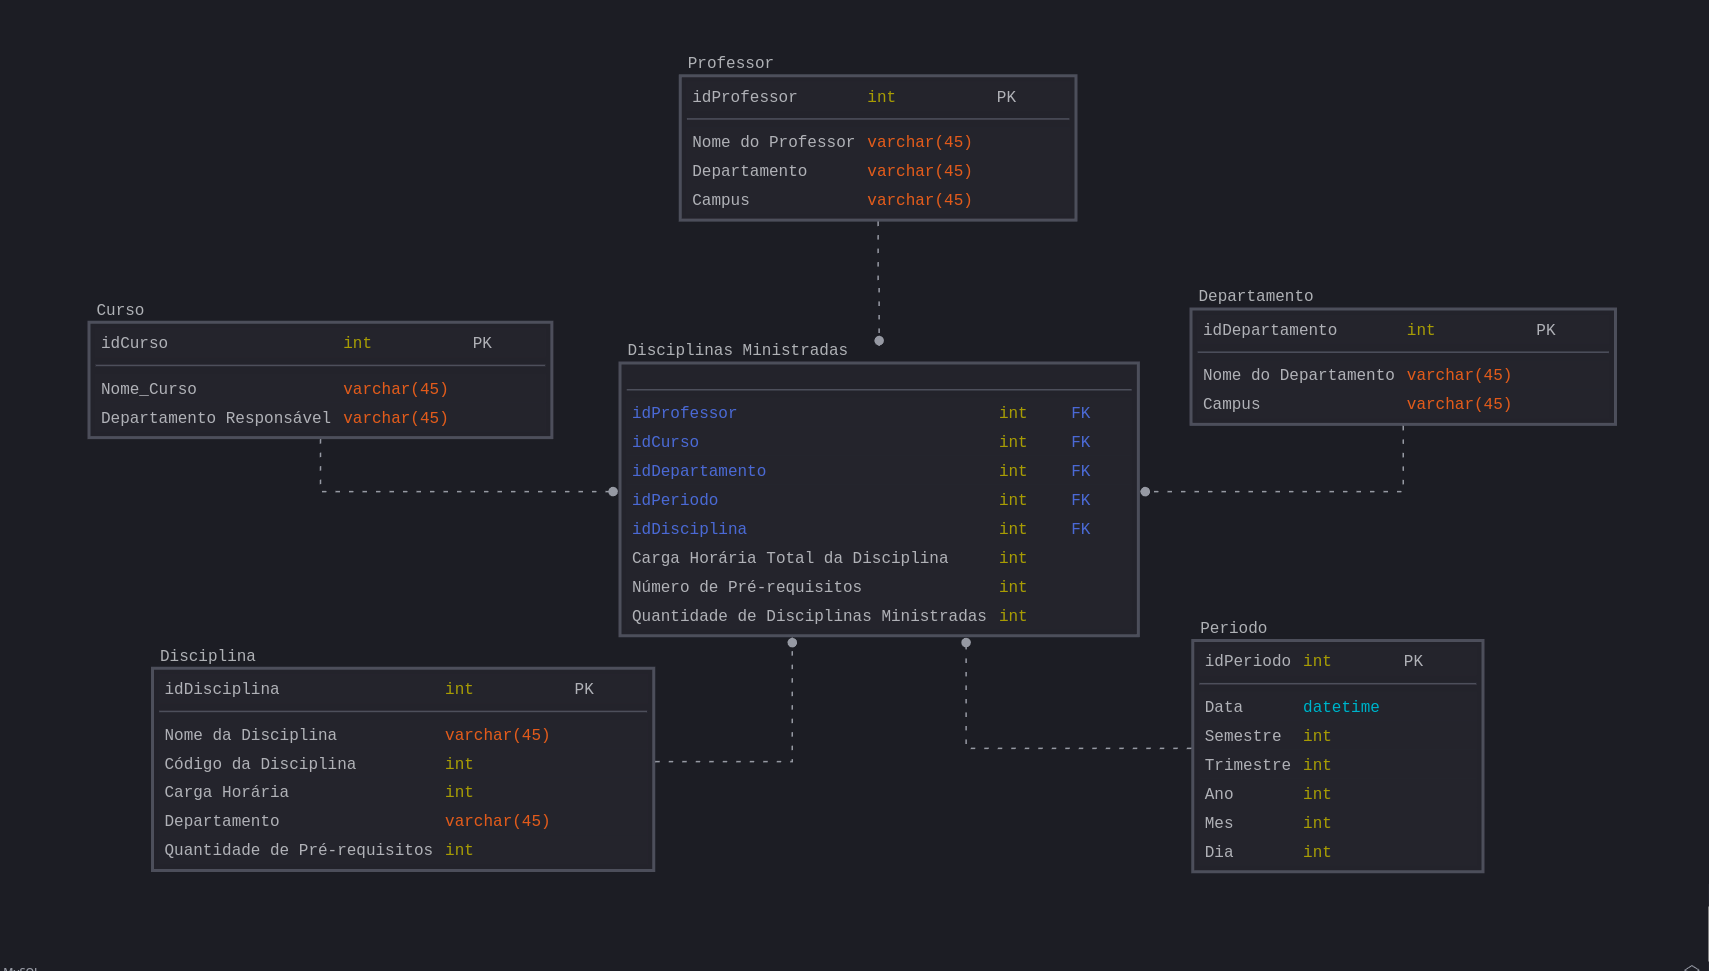 Professor
idProfessor int PK
Nome do Professor varchar(45)
Departamento varchar(45)
Campus varchar(45)
Curso
idCurso int PK
Nome_Curso varchar(45)
Departamento Responsável varchar(45)
Departamento
idDepartamento int PK
Nome do Departamento varchar(45)
Campus varchar(45)
Disciplinas Ministradas
idProfessor int FK
idCurso int FK
idDepartamento int FK
idPeriodo int FK
idDisciplina int FK
Carga Horária Total da Disciplina int
Número de Pré-requisitos int
Quantidade de Disciplinas Ministradas int
Disciplina
idDisciplina int PK
Nome da Disciplina varchar(45)
Código da Disciplina int
Carga Horária int
Departamento varchar(45)
Quantidade de Pré-requisitos int
Periodo
idPeriodo int PK
Data datetime
Semestre int
Trimestre int
Ano int
Mes int
Dia int